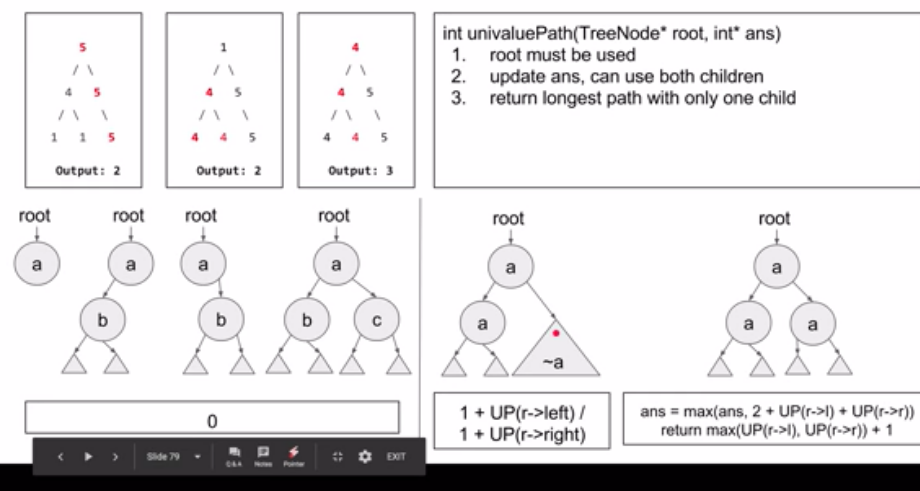 5
/ \
4 5
/ \ \
1 1 5
Output: 2
1
/ \
4 5
/ \ \
4 4 5
Output: 2
4
/ \
4 5
/ \ \
4 4 5
Output: 3
int univaluePath(TreeNode* root, int* ans)
1. root must be used
2. update ans, can use both children
3. return longest path with only one child
root root root root
a a a a
b b b c
0
root
a
a
~a
1 + UP(r->left) /
1 + UP(r->right)
root
a
a a
ans = max(ans, 2 + UP(r->l) + UP(r->r))
return max(UP(r->l), UP(r->r)) + 1
Slide 79 Q&A Notes Pointer EXIT